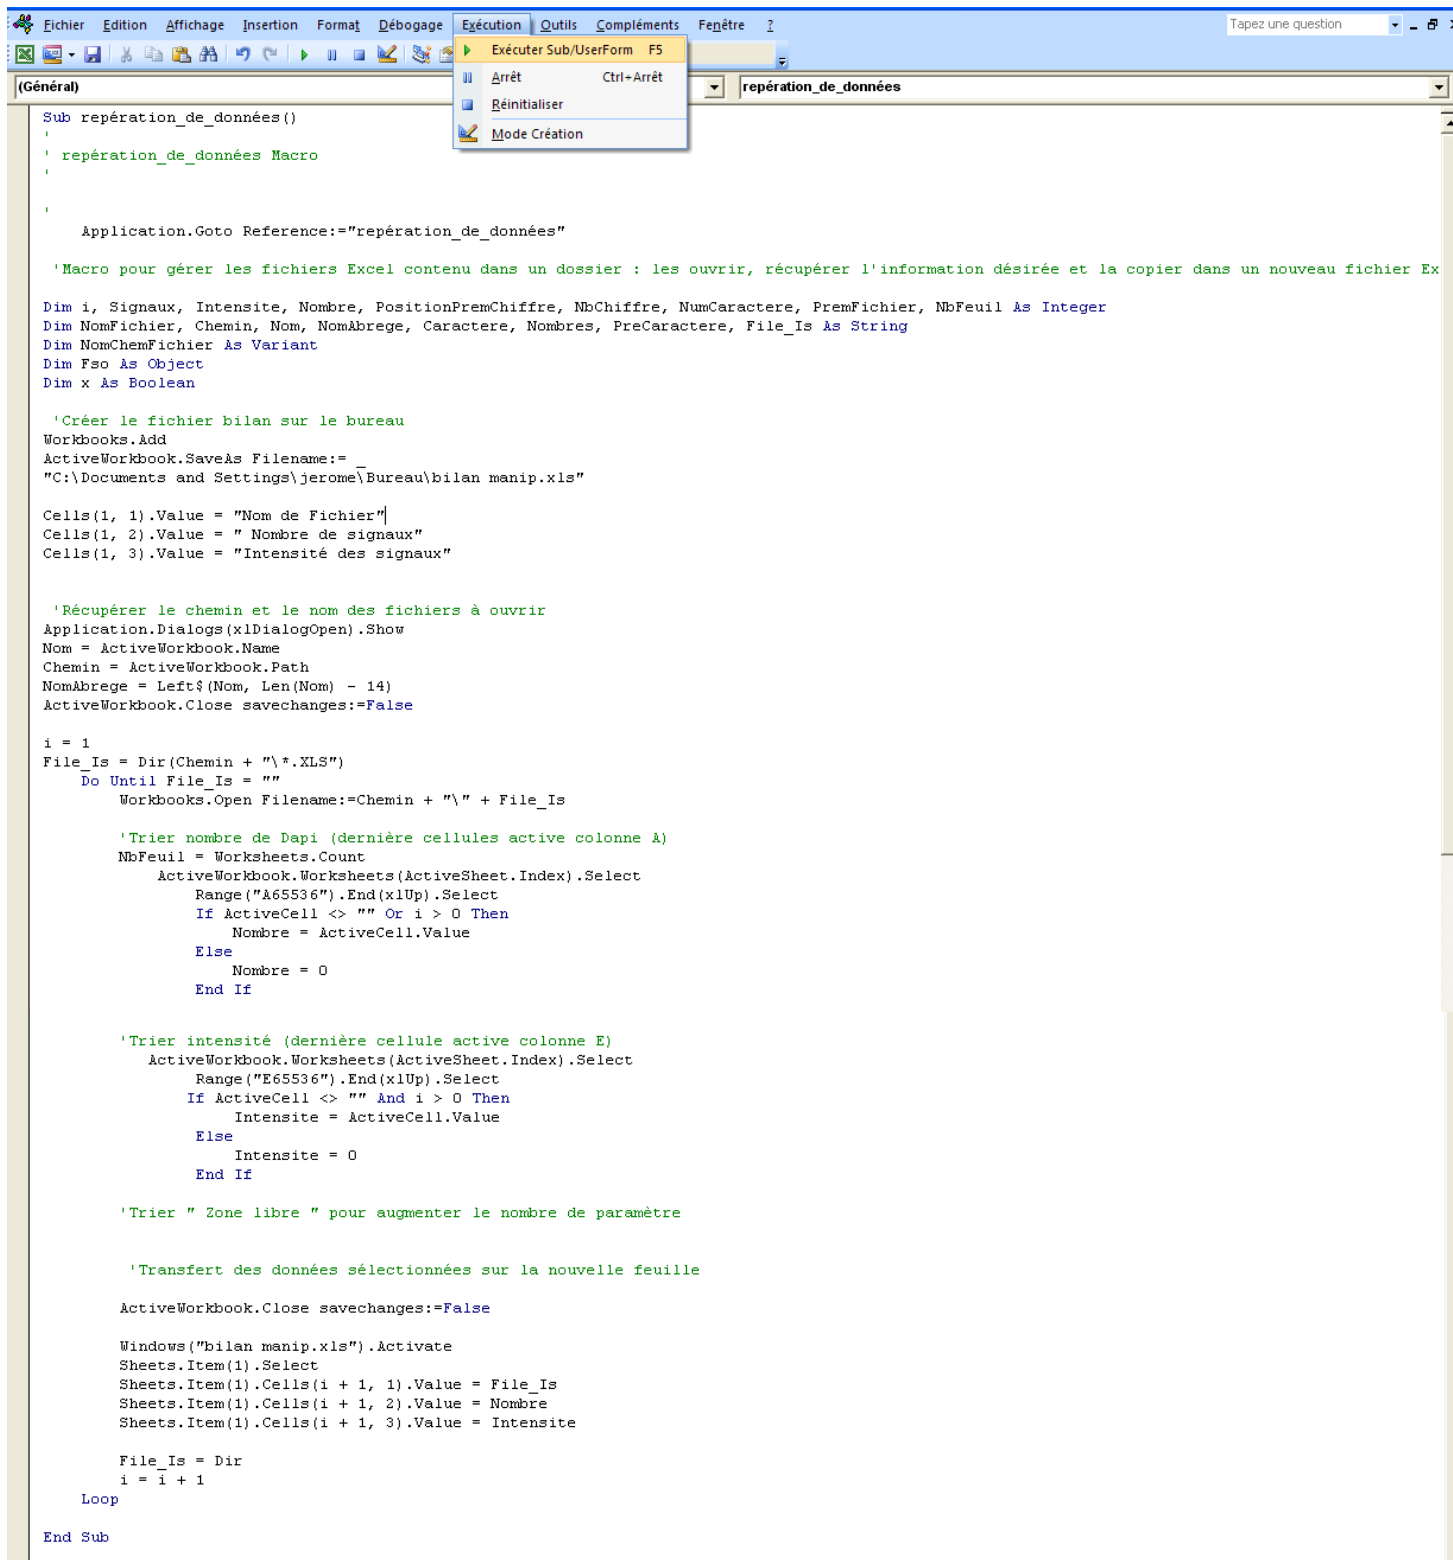 Fichier Edition Affichage Insertion Format Débogage Exécution Outils Compléments Fenêtre ? Tapez une question
Exécuter Sub/UserForm F5
Arrêt Ctrl+Arrêt
Réinitialiser
Mode Création
(Général) repération_de_données
Sub repération_de_données()
'
' repération_de_données Macro
'
'
Application.Goto Reference:="repération_de_données"
'Macro pour gérer les fichiers Excel contenu dans un dossier : les ouvrir, récupérer l'information désirée et la copier dans un nouveau fichier Ex
Dim i, Signaux, Intensite, Nombre, PositionPremChiffre, NbChiffre, NumCaractere, PremFichier, NbFeuil As Integer
Dim NomFichier, Chemin, Nom, NomAbrege, Caractere, Nombres, PreCaractere, File_Is As String
Dim NomChemFichier As Variant
Dim Fso As Object
Dim x As Boolean
'Créer le fichier bilan sur le bureau
Workbooks.Add
ActiveWorkbook.SaveAs Filename:= _
"C:\Documents and Settings\jerome\Bureau\bilan manip.xls"
Cells(1, 1).Value = "Nom de Fichier"
Cells(1, 2).Value = " Nombre de signaux"
Cells(1, 3).Value = "Intensité des signaux"
'Récupérer le chemin et le nom des fichiers à ouvrir
Application.Dialogs(xlDialogOpen).Show
Nom = ActiveWorkbook.Name
Chemin = ActiveWorkbook.Path
NomAbrege = Left$(Nom, Len(Nom) - 14)
ActiveWorkbook.Close savechanges:=False
i = 1
File_Is = Dir(Chemin + "\*.XLS")
Do Until File_Is = ""
Workbooks.Open Filename:=Chemin + "\" + File_Is
'Trier nombre de Dapi (dernière cellules active colonne A)
NbFeuil = Worksheets.Count
ActiveWorkbook.Worksheets(ActiveSheet.Index).Select
Range("A65536").End(xlUp).Select
If ActiveCell <> "" Or i > 0 Then
Nombre = ActiveCell.Value
Else
Nombre = 0
End If
'Trier intensité (dernière cellule active colonne E)
ActiveWorkbook.Worksheets(ActiveSheet.Index).Select
Range("E65536").End(xlUp).Select
If ActiveCell <> "" And i > 0 Then
Intensite = ActiveCell.Value
Else
Intensite = 0
End If
'Trier " Zone libre " pour augmenter le nombre de paramètre
'Transfert des données sélectionnées sur la nouvelle feuille
ActiveWorkbook.Close savechanges:=False
Windows("bilan manip.xls").Activate
Sheets.Item(1).Select
Sheets.Item(1).Cells(i + 1, 1).Value = File_Is
Sheets.Item(1).Cells(i + 1, 2).Value = Nombre
Sheets.Item(1).Cells(i + 1, 3).Value = Intensite
File_Is = Dir
i = i + 1
Loop
End Sub